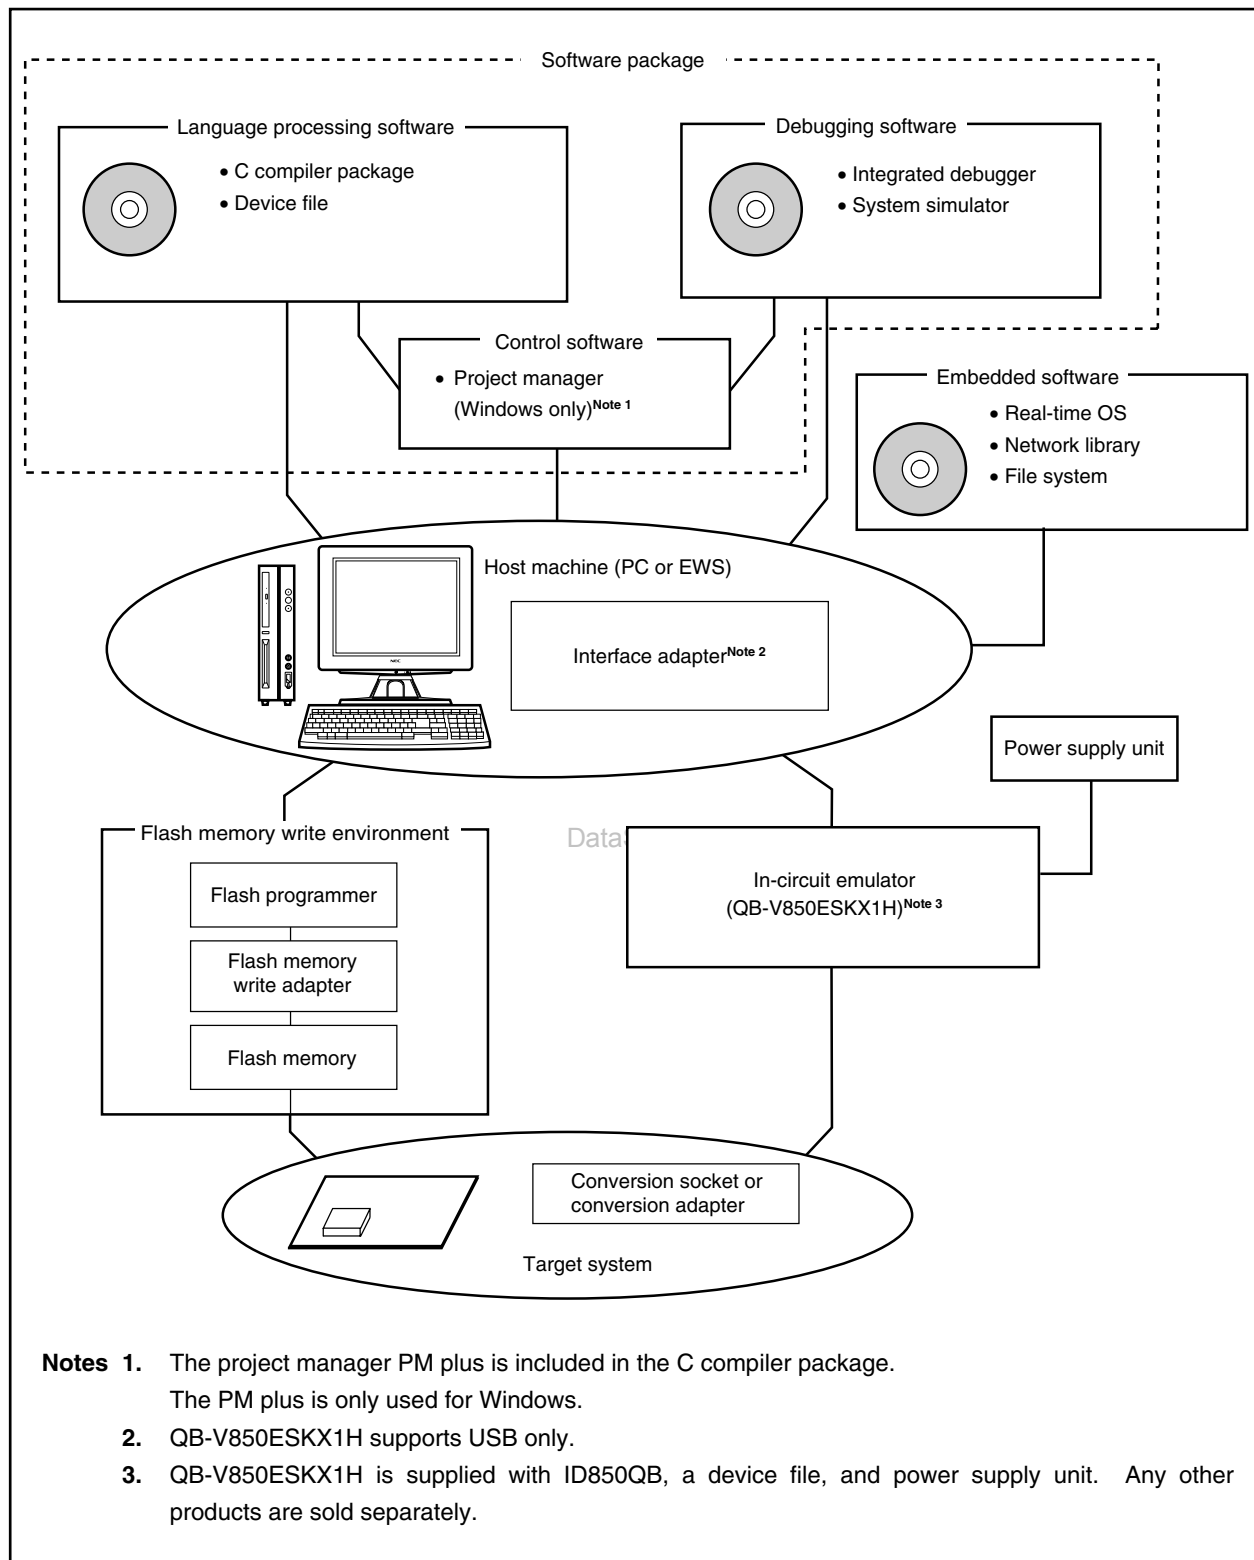 Software package
Language processing software
• C compiler package
• Device file
Debugging software
• Integrated debugger
• System simulator
Control software
• Project manager
(Windows only)Note 1
Embedded software
• Real-time OS
• Network library
• File system
Host machine (PC or EWS)
Interface adapterNote 2
NEC
Power supply unit
Flash memory write environment
Flash programmer
Flash memory
write adapter
Flash memory
Data
In-circuit emulator
(QB-V850ESKX1H)Note 3
Conversion socket or
conversion adapter
Target system
Notes 1. The project manager PM plus is included in the C compiler package.
The PM plus is only used for Windows.
2. QB-V850ESKX1H supports USB only.
3. QB-V850ESKX1H is supplied with ID850QB, a device file, and power supply unit. Any other
products are sold separately.